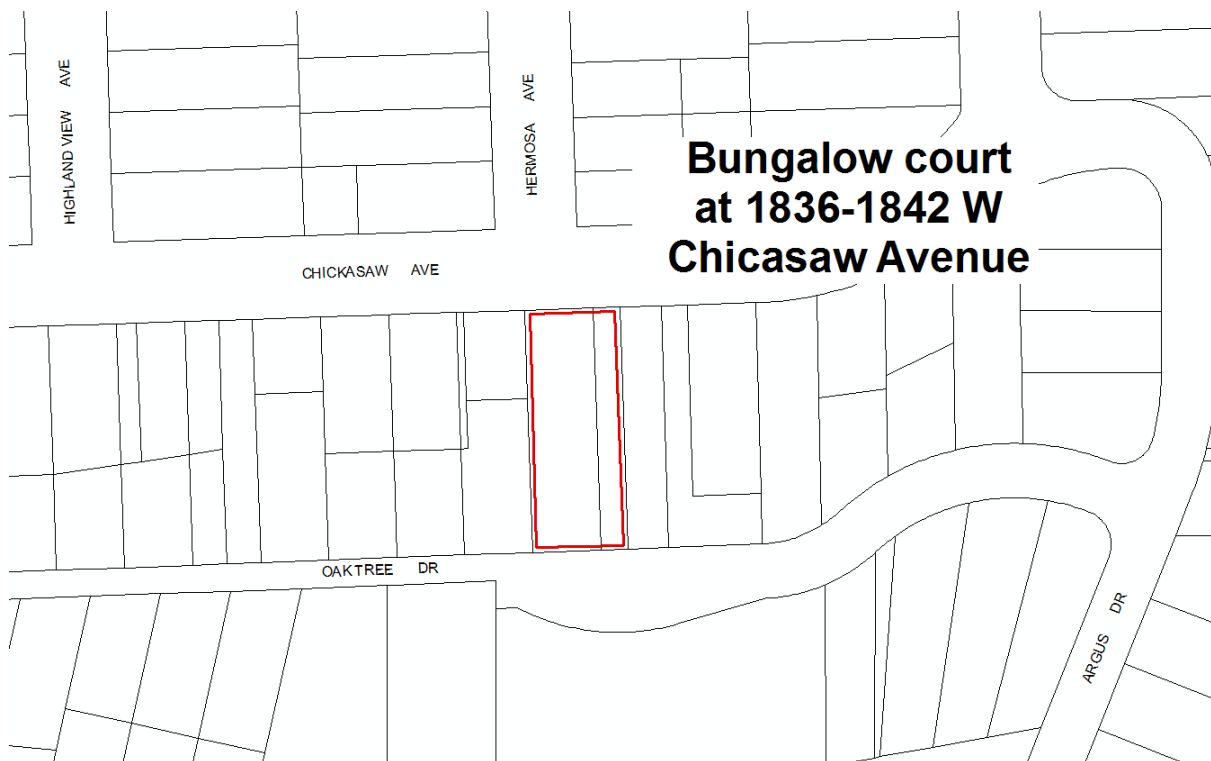 HIGHLAND VIEW AVE
HERMOSA AVE
Bungalow court
at 1836-1842 W
Chicasaw Avenue
CHICKASAW AVE
OAKTREE DR
ARGUS DR